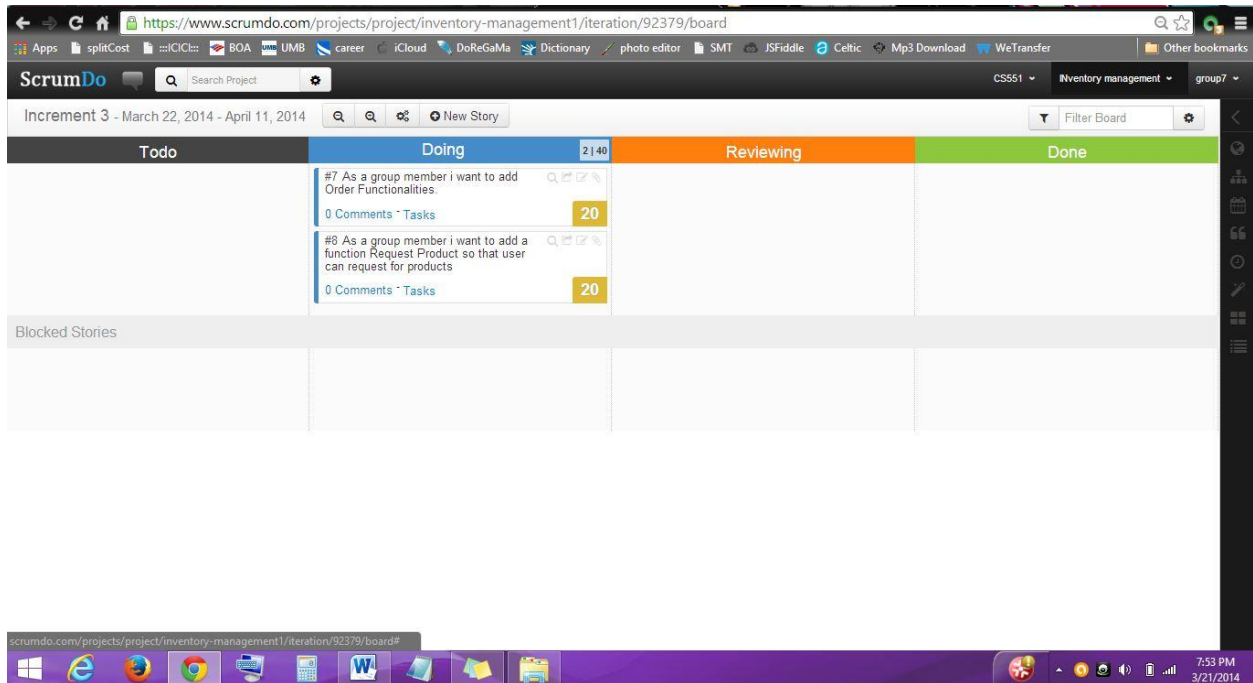 https://www.scrumdo.com/projects/project/inventory-management1/iteration/92379/board
Apps splitCost :::ICICI::: BOA UMB UMB career iCloud DoReGaMa Dictionary photo editor SMT JSFiddle Celtic Mp3 Download WeTransfer Other bookmarks
ScrumDo Search Project CS551 INventory management group7
Increment 3 - March 22, 2014 - April 11, 2014 New Story Filter Board
Todo Doing 2 | 40 Reviewing Done
#7 As a group member i want to add
Order Functionalities.
0 Comments - Tasks 20
#8 As a group member i want to add a
function Request Product so that user
can request for products
0 Comments - Tasks 20
Blocked Stories
scrumdo.com/projects/project/inventory-management1/iteration/92379/board#
7:53 PM
3/21/2014